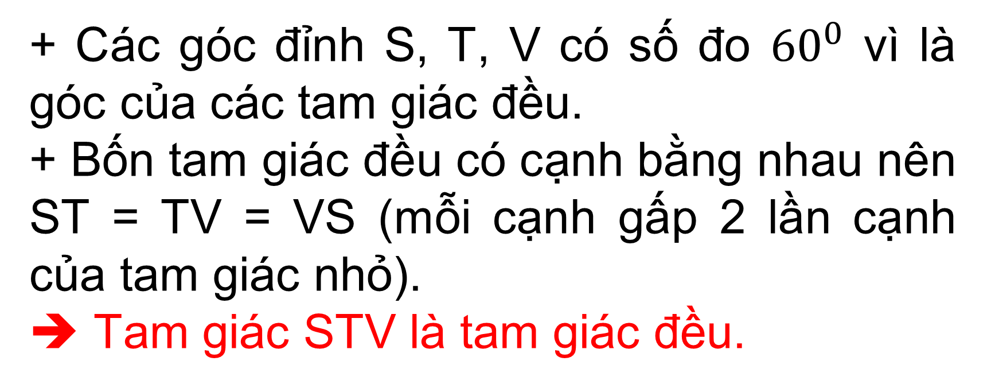 + Các góc đỉnh S, T, V có số đo 60⁰ vì là
góc của các tam giác đều.
+ Bốn tam giác đều có cạnh bằng nhau nên
ST = TV = VS (mỗi cạnh gấp 2 lần cạnh
của tam giác nhỏ).
➔ Tam giác STV là tam giác đều.